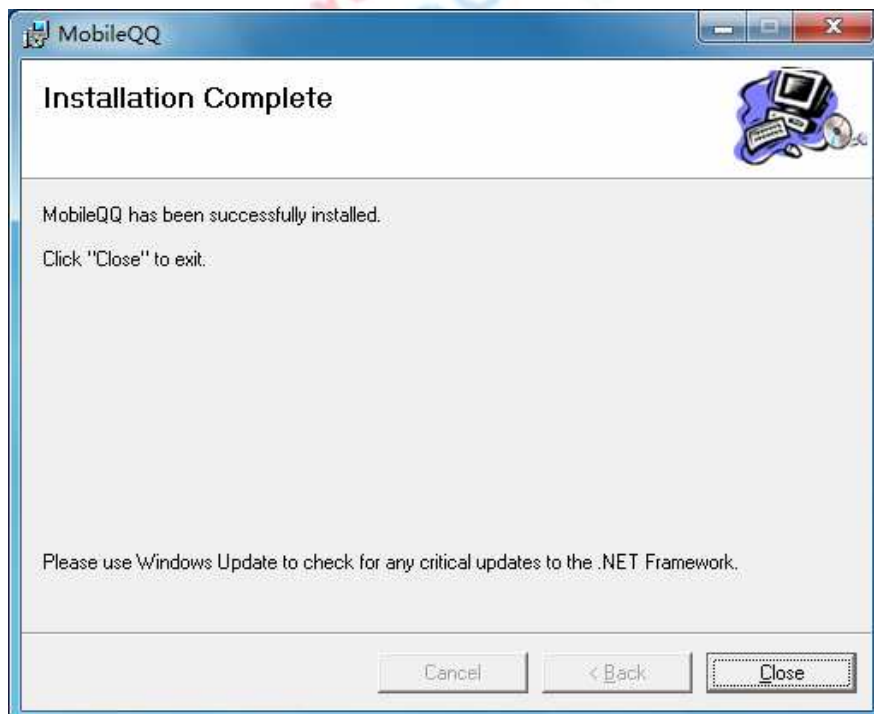 MobileQQ
Installation Complete
MobileQQ has been successfully installed.
Click "Close" to exit.
Please use Windows Update to check for any critical updates to the .NET Framework.
Cancel
< Back
Close